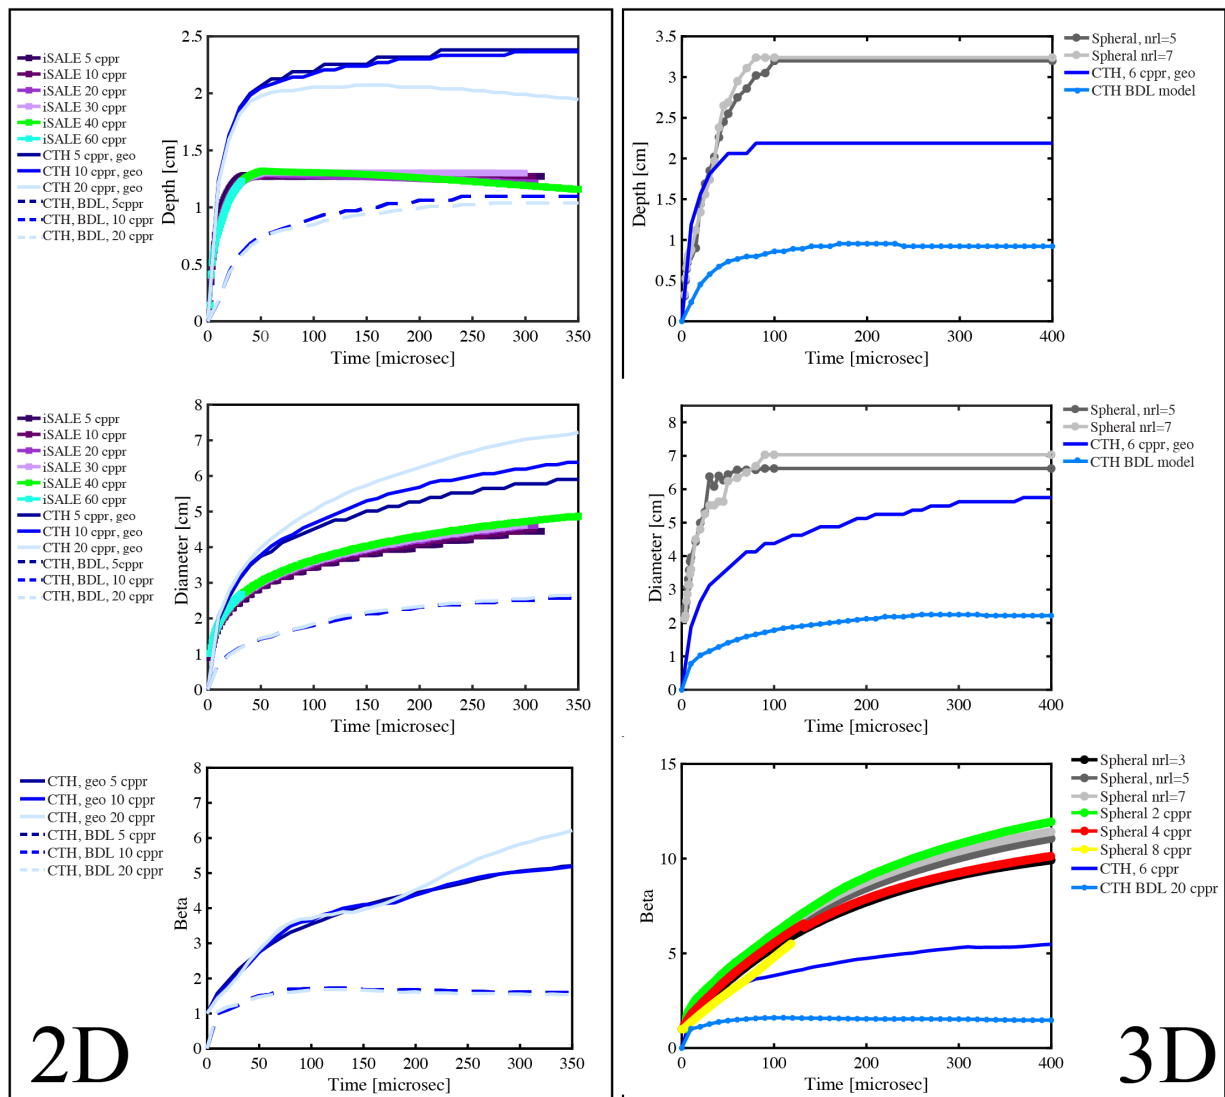 iSALE 5 cppr
iSALE 10 cppr
iSALE 20 cppr
iSALE 30 cppr
iSALE 40 cppr
iSALE 60 cppr
CTH 5 cppr, geo
CTH 10 cppr, geo
CTH 20 cppr, geo
CTH, BDL, 5cppr
CTH, BDL, 10 cppr
CTH, BDL, 20 cppr
Depth [cm]
2.5
2
1.5
1
0.5
0
0 50 100 150 200 250 300 350
Time [microsec]
iSALE 5 cppr
iSALE 10 cppr
iSALE 20 cppr
iSALE 30 cppr
iSALE 40 cppr
iSALE 60 cppr
CTH 5 cppr, geo
CTH 10 cppr, geo
CTH 20 cppr, geo
CTH, BDL, 5cppr
CTH, BDL, 10 cppr
CTH, BDL, 20 cppr
Diameter [cm]
8
7
6
5
4
3
2
1
0
0 50 100 150 200 250 300 350
Time [microsec]
CTH, geo 5 cppr
CTH, geo 10 cppr
CTH, geo 20 cppr
CTH, BDL 5 cppr
CTH, BDL 10 cppr
CTH, BDL 20 cppr
Beta
8
7
6
5
4
3
2
1
0
0 50 100 150 200 250 300 350
Time [microsec]
2D
Depth [cm]
3.5
3
2.5
2
1.5
1
0.5
0
0 100 200 300 400
Time [microsec]
Spheral, nrl=5
Spheral nrl=7
CTH, 6 cppr, geo
CTH BDL model
Diameter [cm]
8
7
6
5
4
3
2
1
0
0 100 200 300 400
Time [microsec]
Spheral, nrl=5
Spheral nrl=7
CTH, 6 cppr, geo
CTH BDL model
Beta
15
10
5
0
0 100 200 300 400
Time [microsec]
Spheral nrl=3
Spheral, nrl=5
Spheral nrl=7
Spheral 2 cppr
Spheral 4 cppr
Spheral 8 cppr
CTH, 6 cppr
CTH BDL 20 cppr
3D